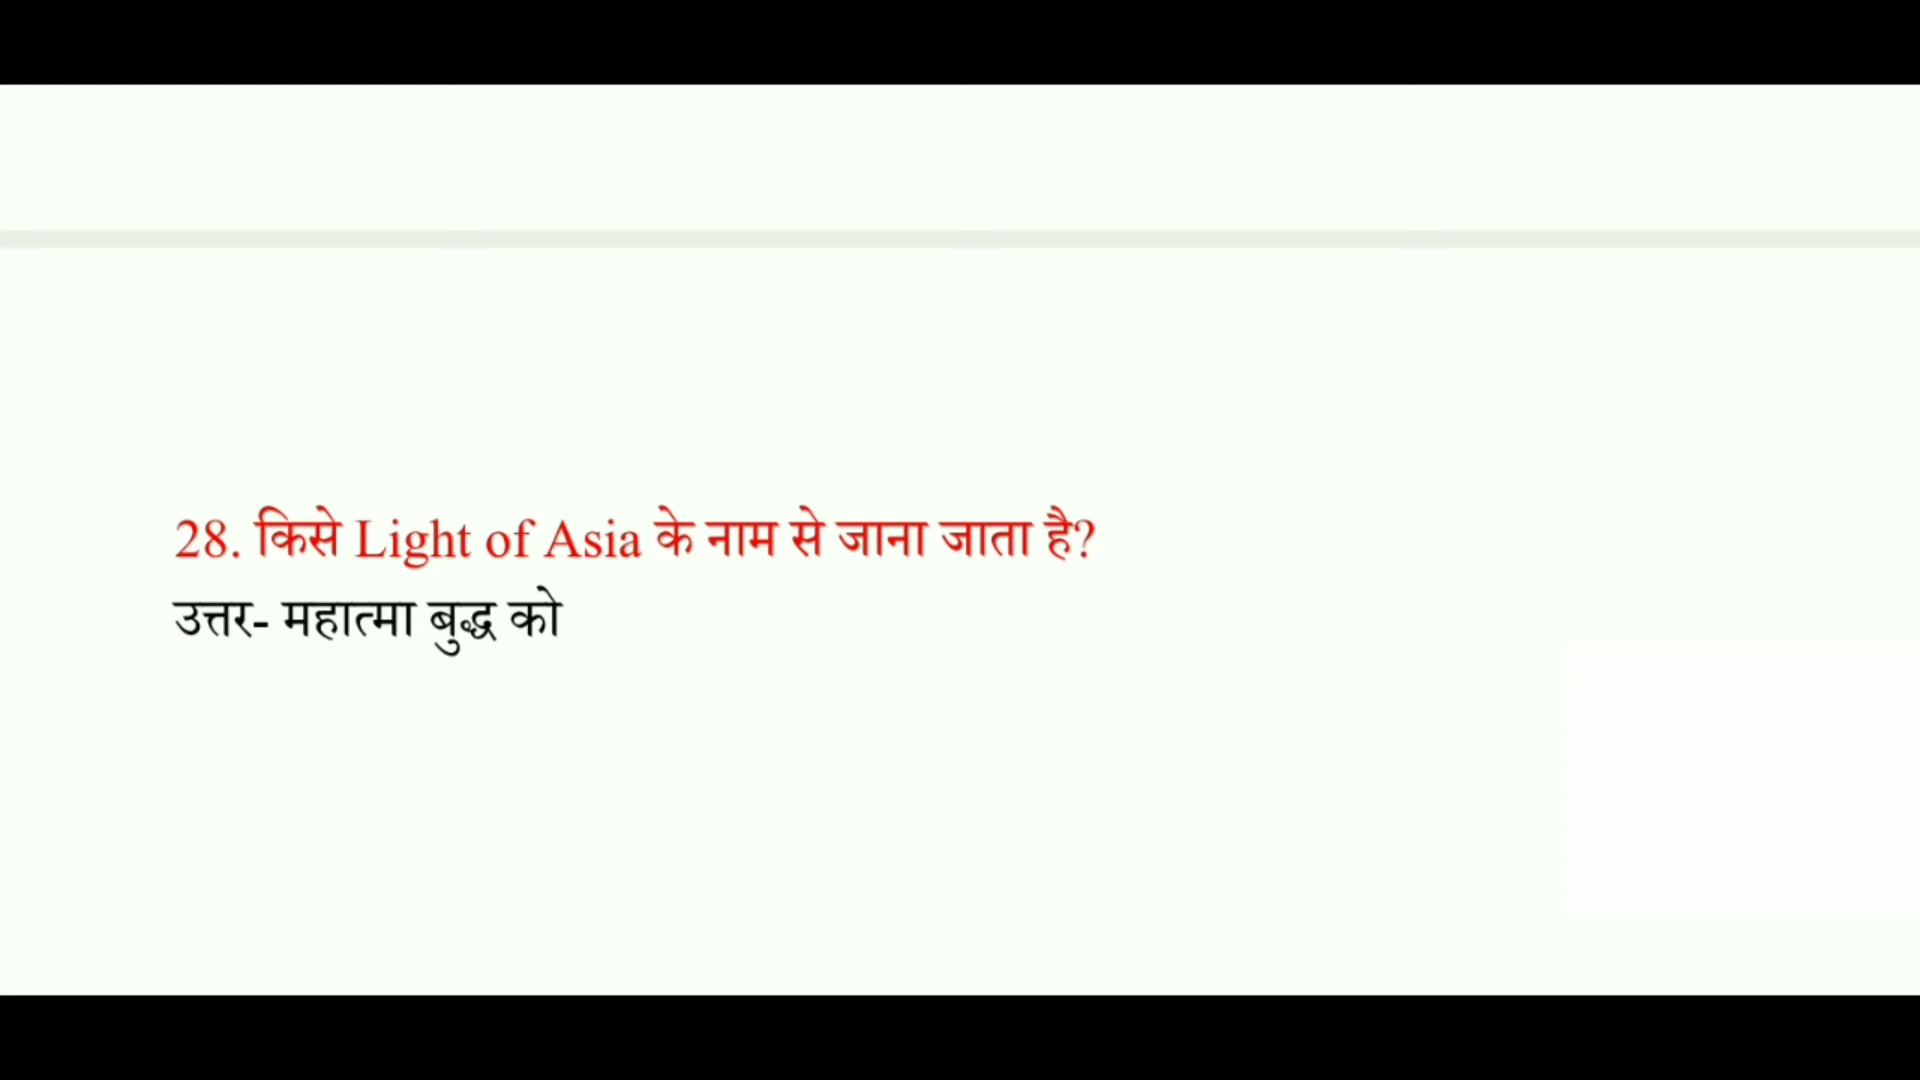 28. किसे Light of Asia के नाम से जाना जाता है?
उत्तर- महात्मा बुद्ध को